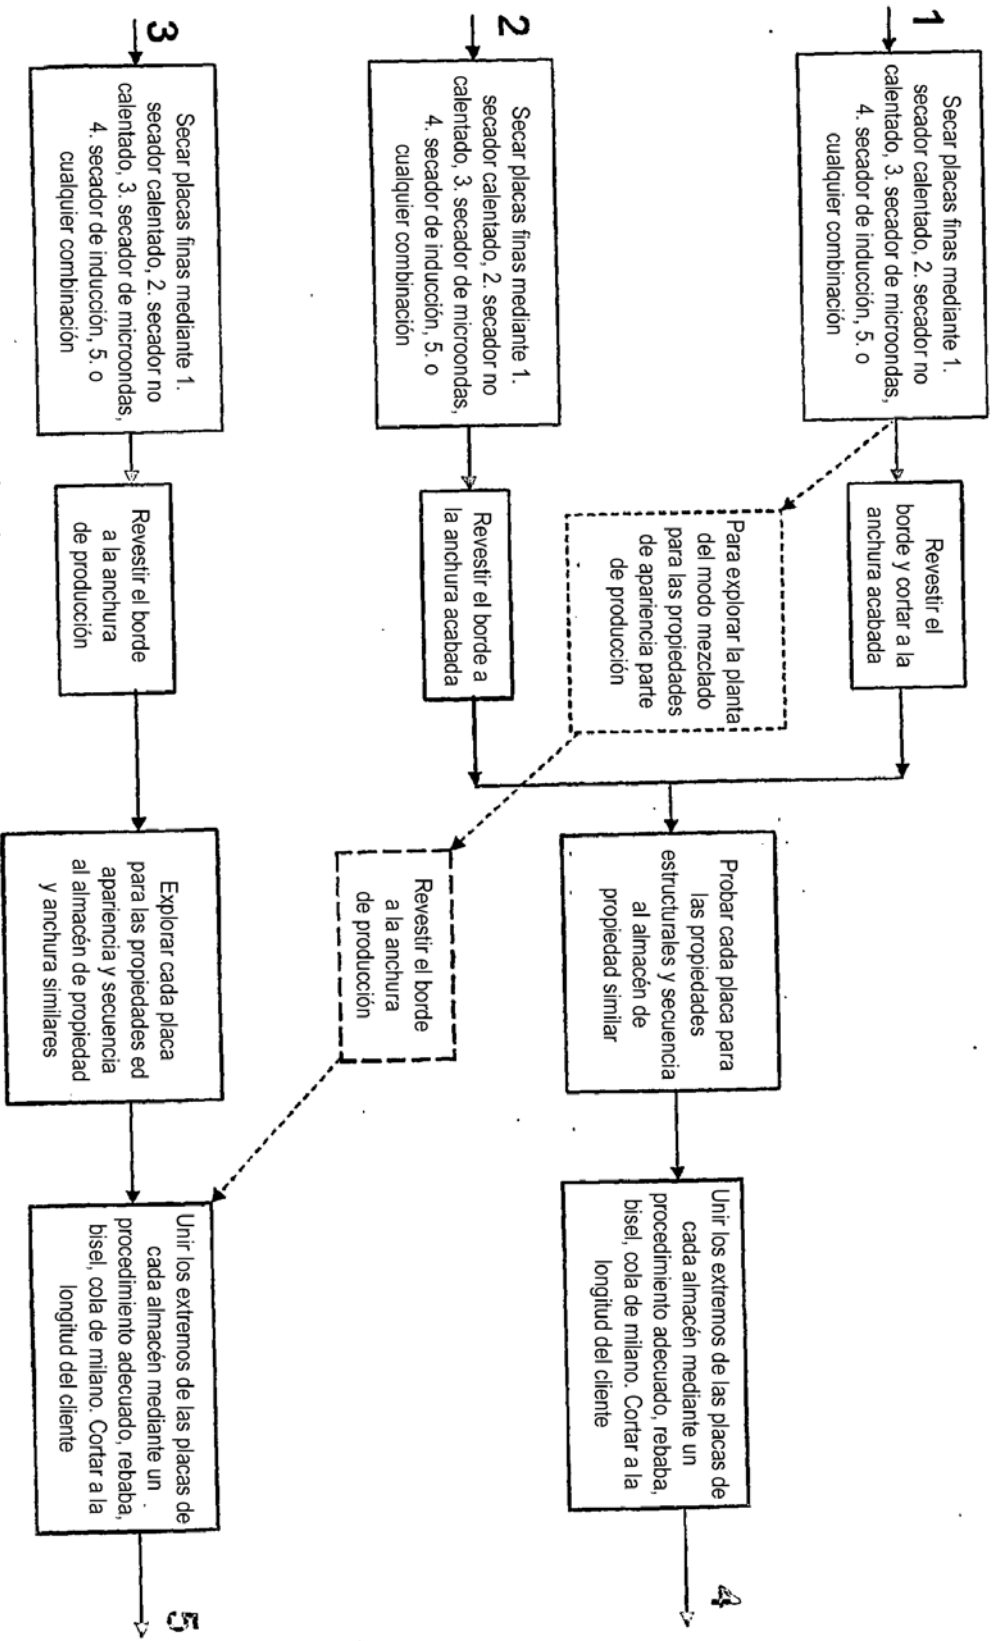 1
Secar placas finas mediante 1.
secador calentado, 2. secador no
calentado, 3. secador de microondas,
4. secador de inducción, 5. o
cualquier combinación
Revestir el
borde y cortar a la
anchura acabada
Para explorar la planta
del modo mezclado
para las propiedades
de apariencia parte
de producción
2
Secar placas finas mediante 1.
secador calentado, 2. secador no
calentado, 3. secador de microondas,
4. secador de inducción, 5. o
cualquier combinación
Revestir el borde a
la anchura acabada
Probar cada placa para
las propiedades
estructurales y secuencia
al almacén de
propiedad similar
Unir los extremos de las placas de
cada almacén mediante un
procedimiento adecuado, rebaba,
bisel, cola de milano. Cortar a la
longitud del cliente
4
Revestir el borde
a la anchura
de producción
3
Secar placas finas mediante 1.
secador calentado, 2. secador no
calentado, 3. secador de microondas,
4. secador de inducción, 5. o
cualquier combinación
Revestir el borde
a la anchura
de producción
Explorar cada placa
para las propiedades ed
apariencia y secuencia
al almacén de propiedad
y anchura similares
Unir los extremos de las placas de
cada almacén mediante un
procedimiento adecuado, rebaba,
bisel, cola de milano. Cortar a la
longitud del cliente
5